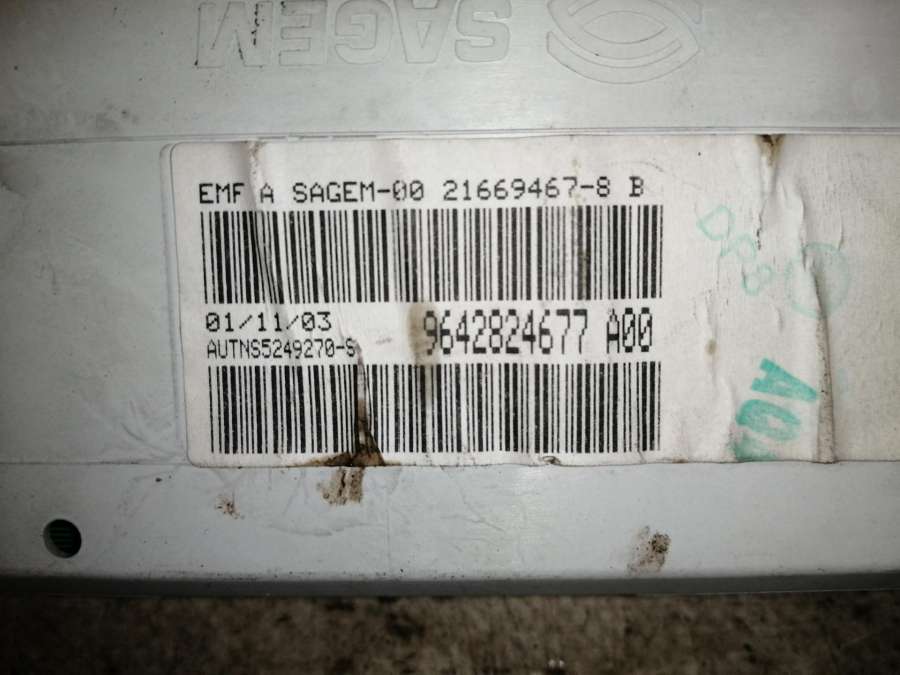 SAGEM
EMF A SAGEM-00 21669467-8 B
01/11/03
9642824677 A00
AUTNS5249270-S